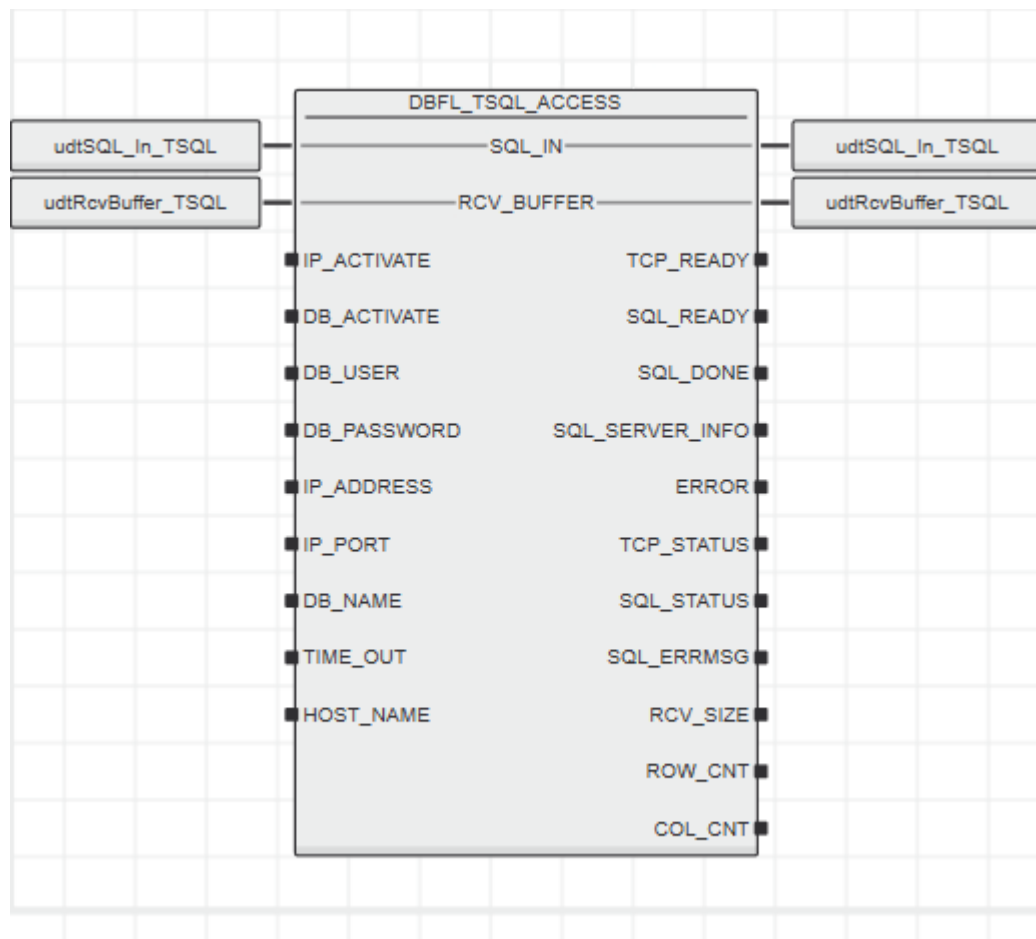 DBFL_TSQL_ACCESS
udtSQL_In_TSQL SQL_IN udtSQL_In_TSQL
udtRcvBuffer_TSQL RCV_BUFFER udtRcvBuffer_TSQL
IP_ACTIVATE TCP_READY
DB_ACTIVATE SQL_READY
DB_USER SQL_DONE
DB_PASSWORD SQL_SERVER_INFO
IP_ADDRESS ERROR
IP_PORT TCP_STATUS
DB_NAME SQL_STATUS
TIME_OUT SQL_ERRMSG
HOST_NAME RCV_SIZE
ROW_CNT
COL_CNT